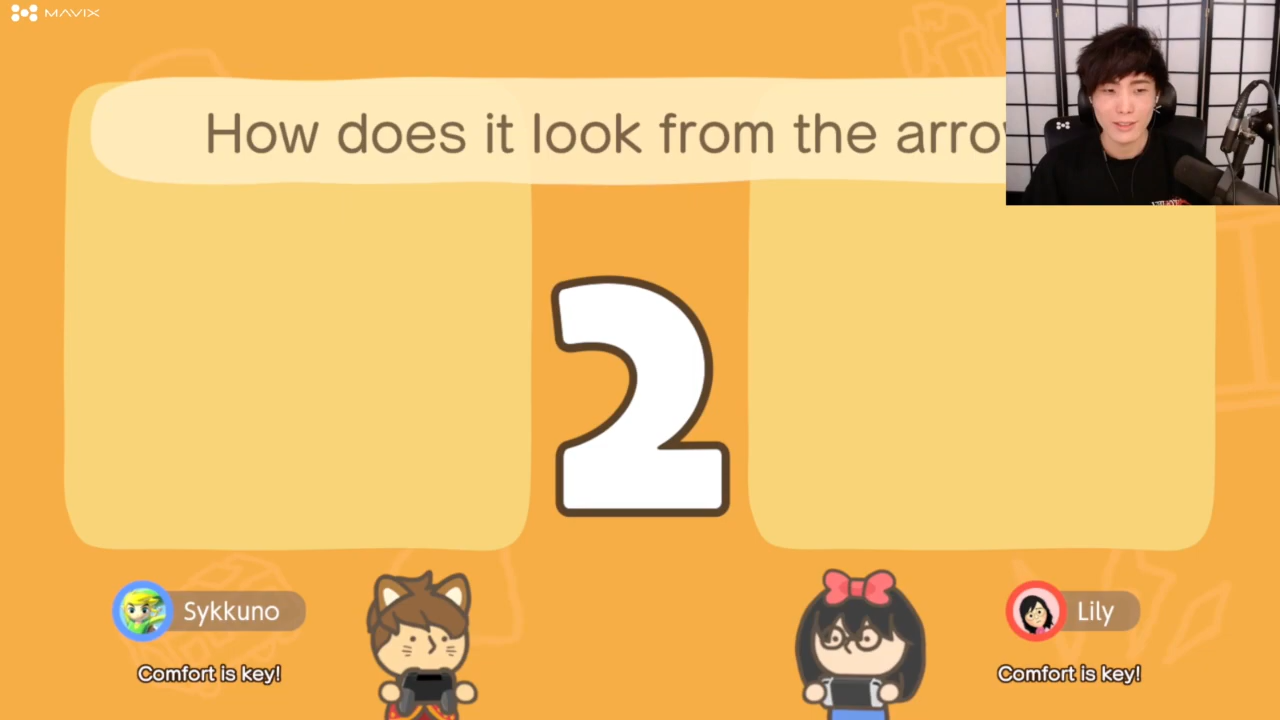 MAVIX
How does it look from the arro
2
Sykkuno
Lily
Comfort is key!
Comfort is key!